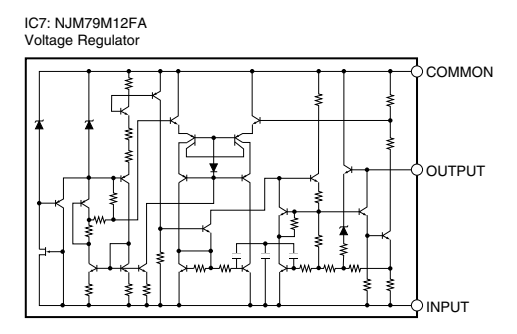 IC7: NJM79M12FA
Voltage Regulator
COMMON
OUTPUT
INPUT